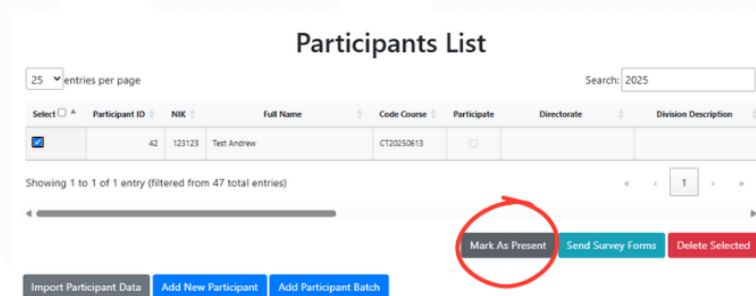 Participants List
25 entries per page Search: 2025
Select Participant ID NIK Full Name Code Course Participate Directorate Division Description
42 123123 Test Andrew CT20250613
Showing 1 to 1 of 1 entry (filtered from 47 total entries) « ‹ 1 › »
Mark As Present Send Survey Forms Delete Selected
Import Participant Data Add New Participant Add Participant Batch